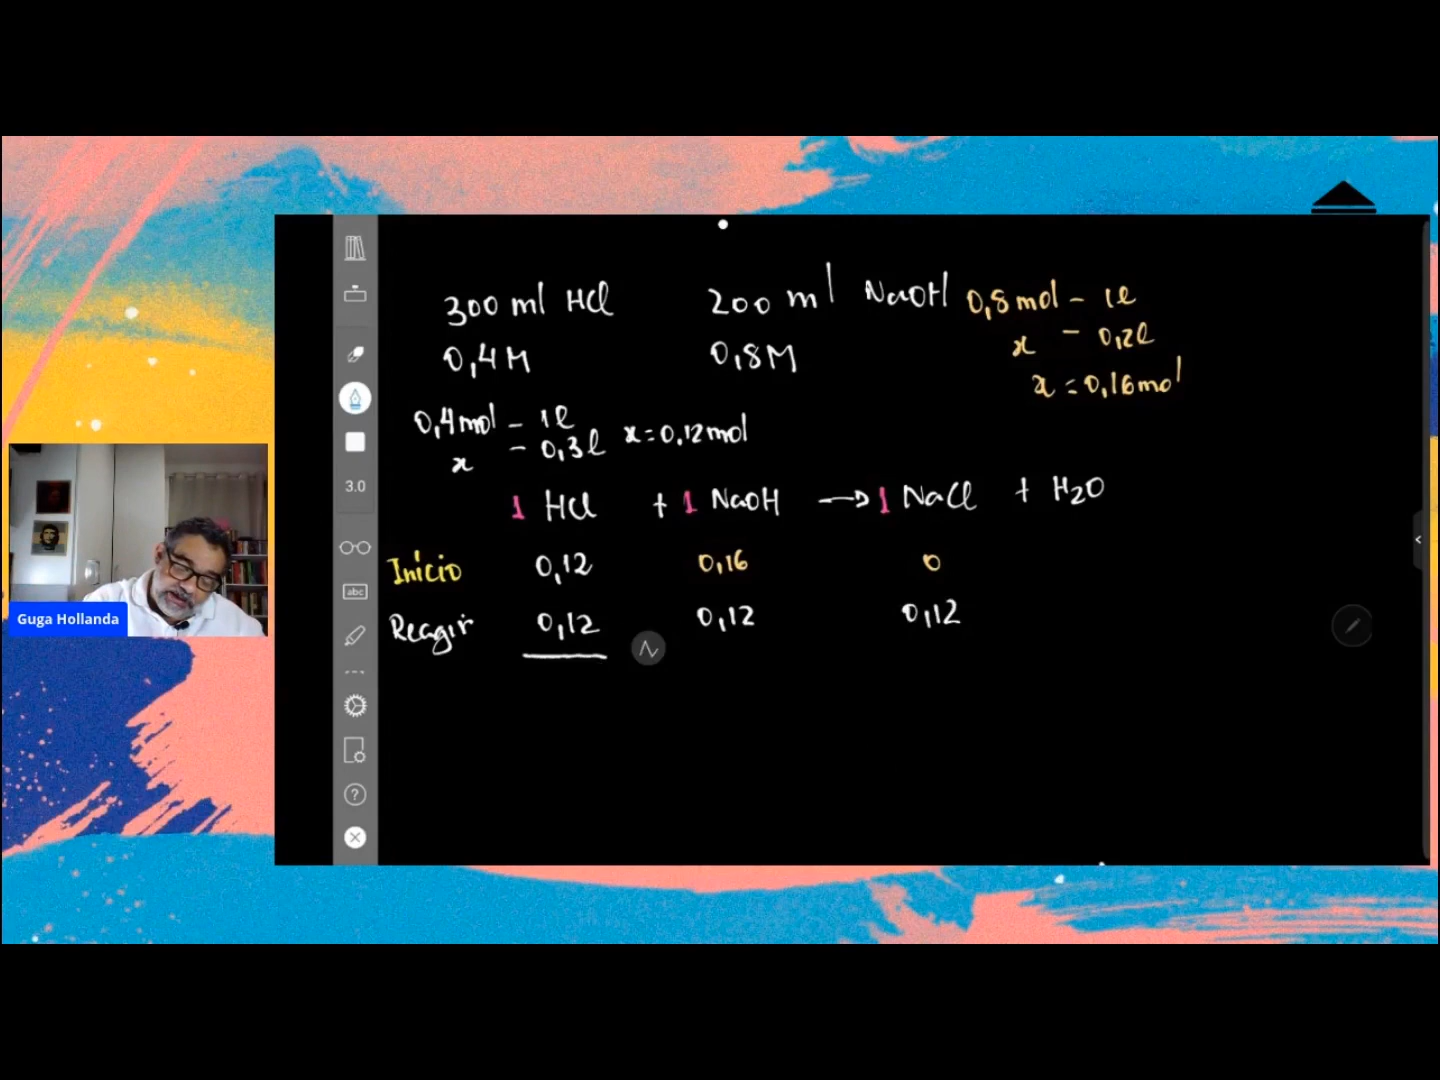 300 ml HCl 200 ml NaOH 0,8 mol - 1l
0,4 M 0,8 M x - 0,2l
x = 0,16 mol
0,4 mol - 1l
x - 0,3 l x = 0,12 mol
1 HCl + 1 NaOH → 1 NaCl + H2O
Início 0,12 0,16 0
Reagir 0,12 0,12 0,12
3.0
abc
?
Guga Hollanda